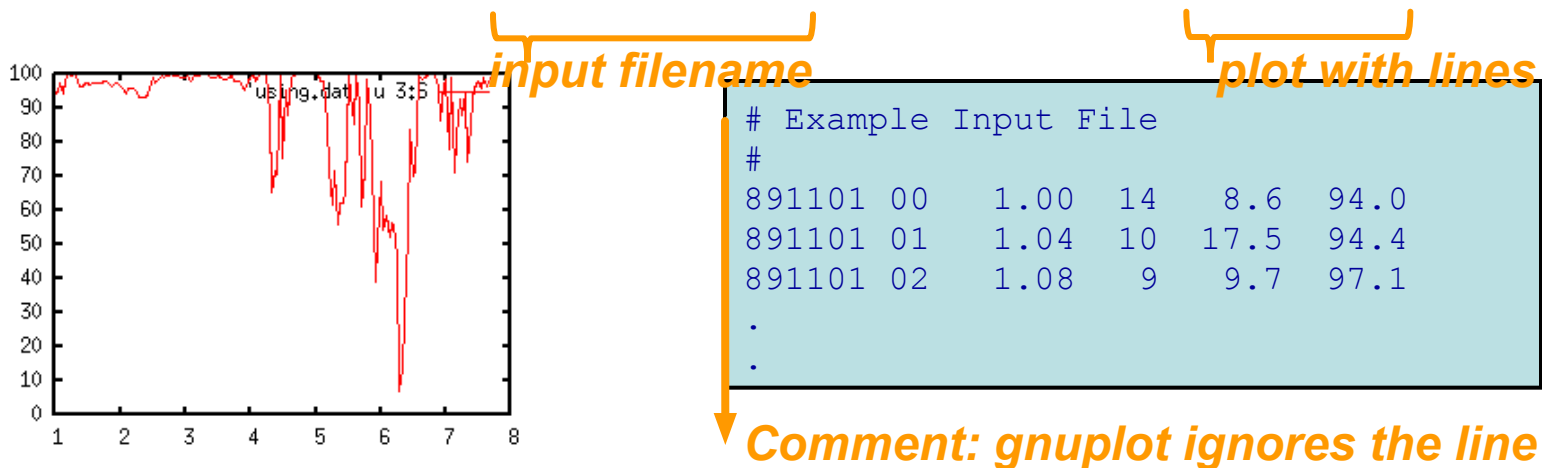 input filename
plot with lines
100
90
80
70
60
50
40
30
20
10
0
1 2 3 4 5 6 7 8
'using.dat' u 3:6
# Example Input File
#
891101 00 1.00 14 8.6 94.0
891101 01 1.04 10 17.5 94.4
891101 02 1.08 9 9.7 97.1
.
.
Comment: gnuplot ignores the line